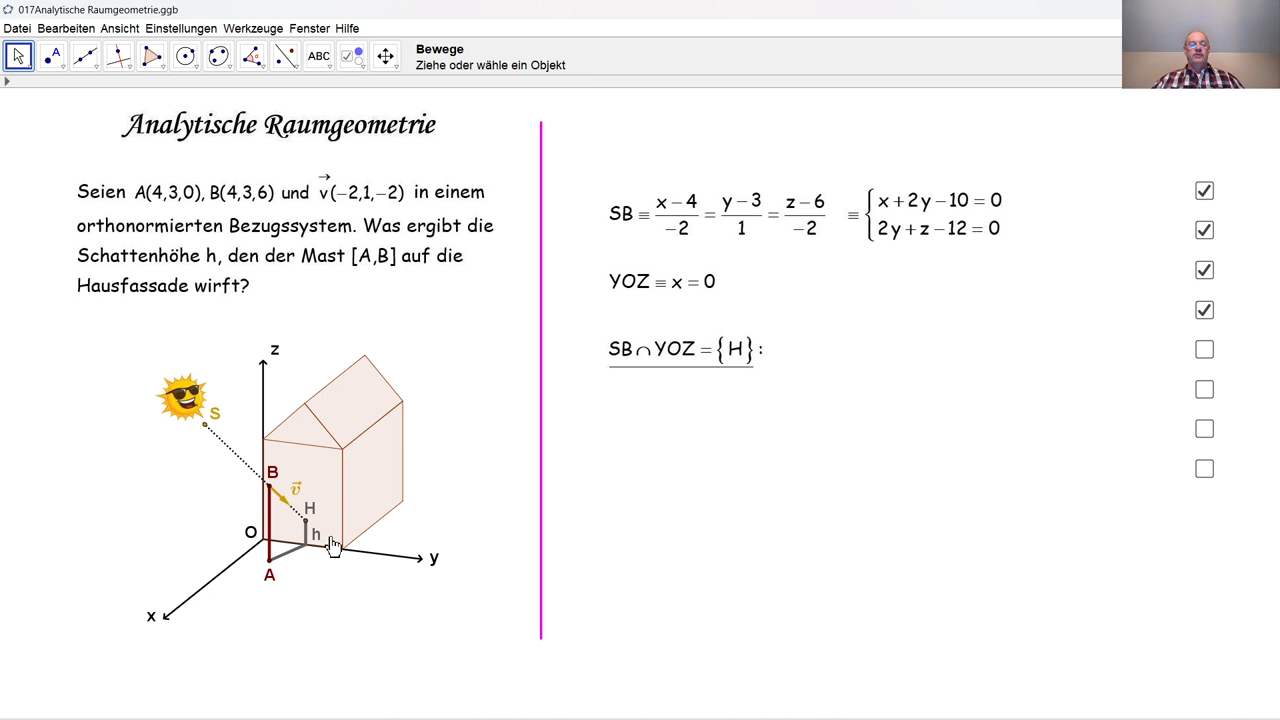 017Analytische Raumgeometrie.ggb
Datei Bearbeiten Ansicht Einstellungen Werkzeuge Fenster Hilfe
A
ABC
Bewege
Ziehe oder wähle ein Objekt
Analytische Raumgeometrie
Seien A(4,3,0), B(4,3,6) und v⃗(−2,1,−2) in einem
orthonormierten Bezugssystem. Was ergibt die
Schattenhöhe h, den der Mast [A,B] auf die
Hausfassade wirft?
SB ≡ (x−4)/(−2) = (y−3)/1 = (z−6)/(−2) ≡ { x+2y−10 = 0
2y+z−12 = 0
YOZ ≡ x = 0
SB ∩ YOZ = {H} :
z
S
B
v⃗
H
O
h
y
A
x